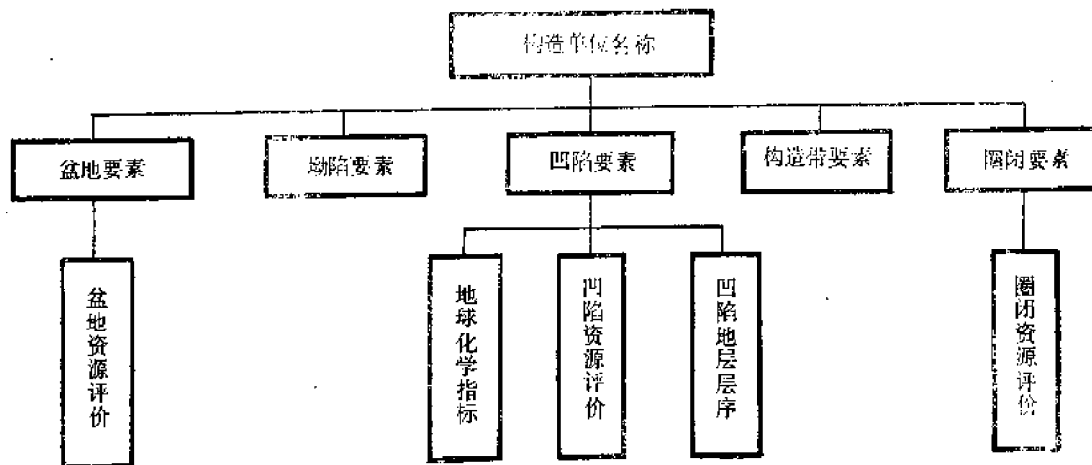 构造单位名称
盆地要素
坳陷要素
凹陷要素
构造带要素
圈闭要素
盆地资源评价
地球化学指标
凹陷资源评价
凹陷地层层序
圈闭资源评价